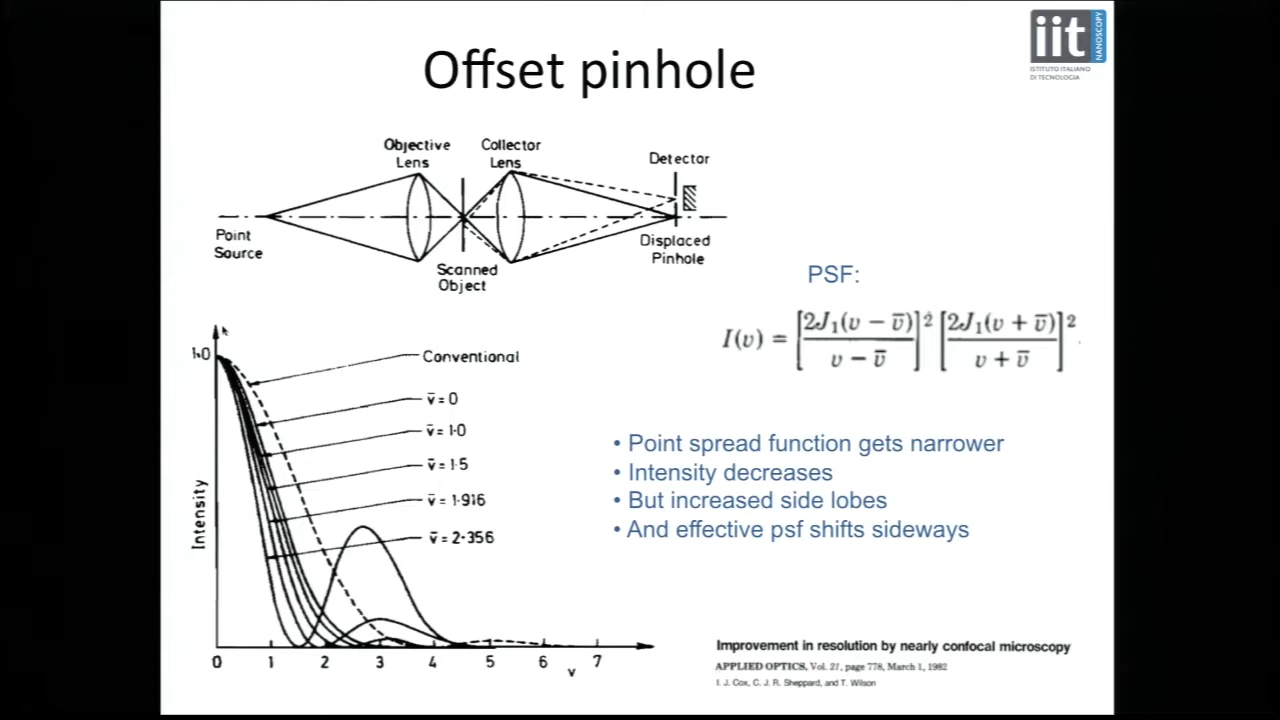 iit
NANOSCOPY
ISTITUTO ITALIANO
DI TECNOLOGIA
Offset pinhole
Objective
Lens
Collector
Lens
Detector
Point
Source
Scanned
Object
Displaced
Pinhole
PSF:
I(υ) = [2J₁(υ − ῡ) / υ − ῡ]² [2J₁(υ + ῡ) / υ + ῡ]².
1.0
Conventional
v̄ = 0
v̄ = 1·0
v̄ = 1·5
v̄ = 1·916
v̄ = 2·356
Intensity
0 1 2 3 4 5 6 7
v
• Point spread function gets narrower
• Intensity decreases
• But increased side lobes
• And effective psf shifts sideways
Improvement in resolution by nearly confocal microscopy
APPLIED OPTICS, Vol. 21, page 778, March 1, 1982
I. J. Cox, C. J. R. Sheppard, and T. Wilson